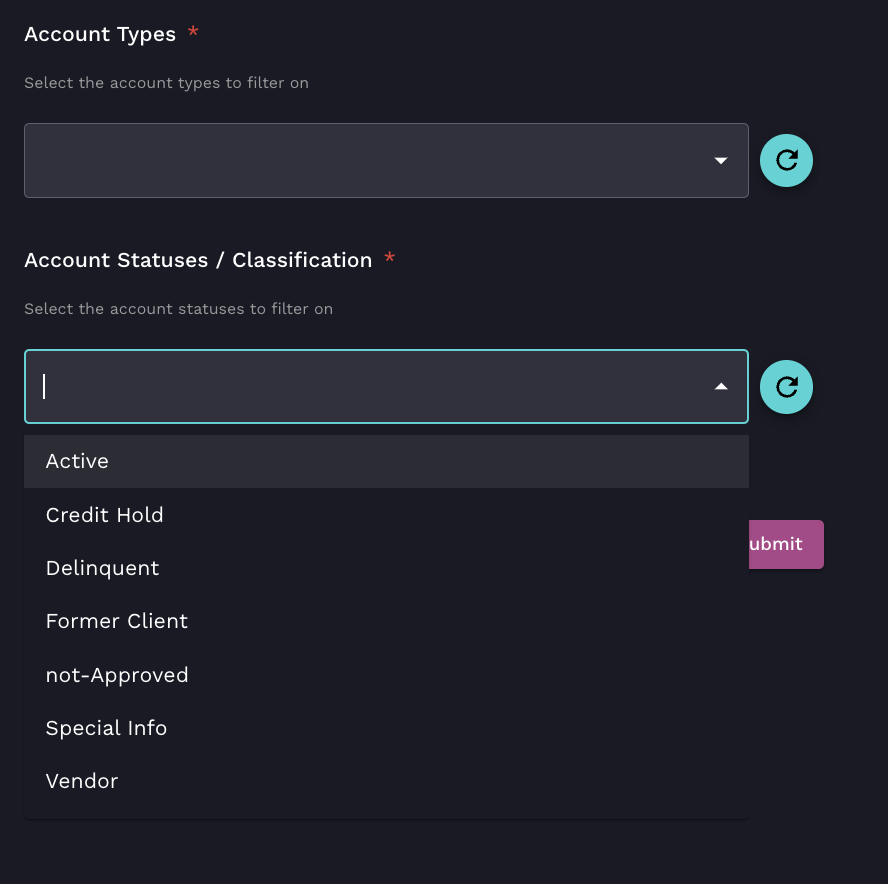 Account Types *
Select the account types to filter on
Account Statuses / Classification *
Select the account statuses to filter on
Active
Credit Hold
ubmit
Delinquent
Former Client
not-Approved
Special Info
Vendor